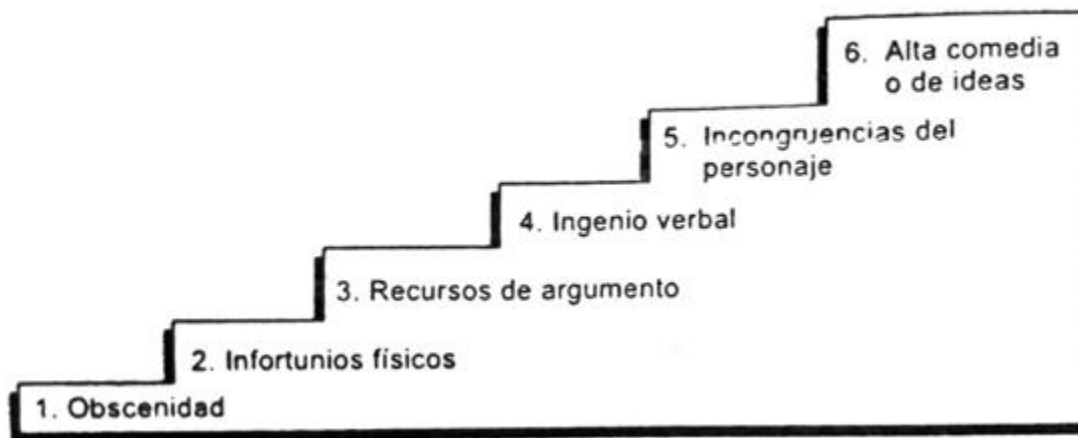 6. Alta comedia
o de ideas
5. Incongruencias del
personaje
4. Ingenio verbal
3. Recursos de argumento
2. Infortunios físicos
1. Obscenidad